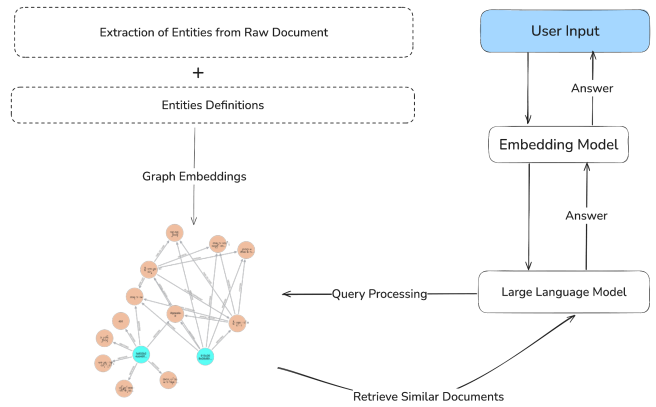 Extraction of Entities from Raw Document
User Input
+
Answer
Entities Definitions
Embedding Model
Graph Embeddings
Answer
Query Processing
Large Language Model
Retrieve Similar Documents